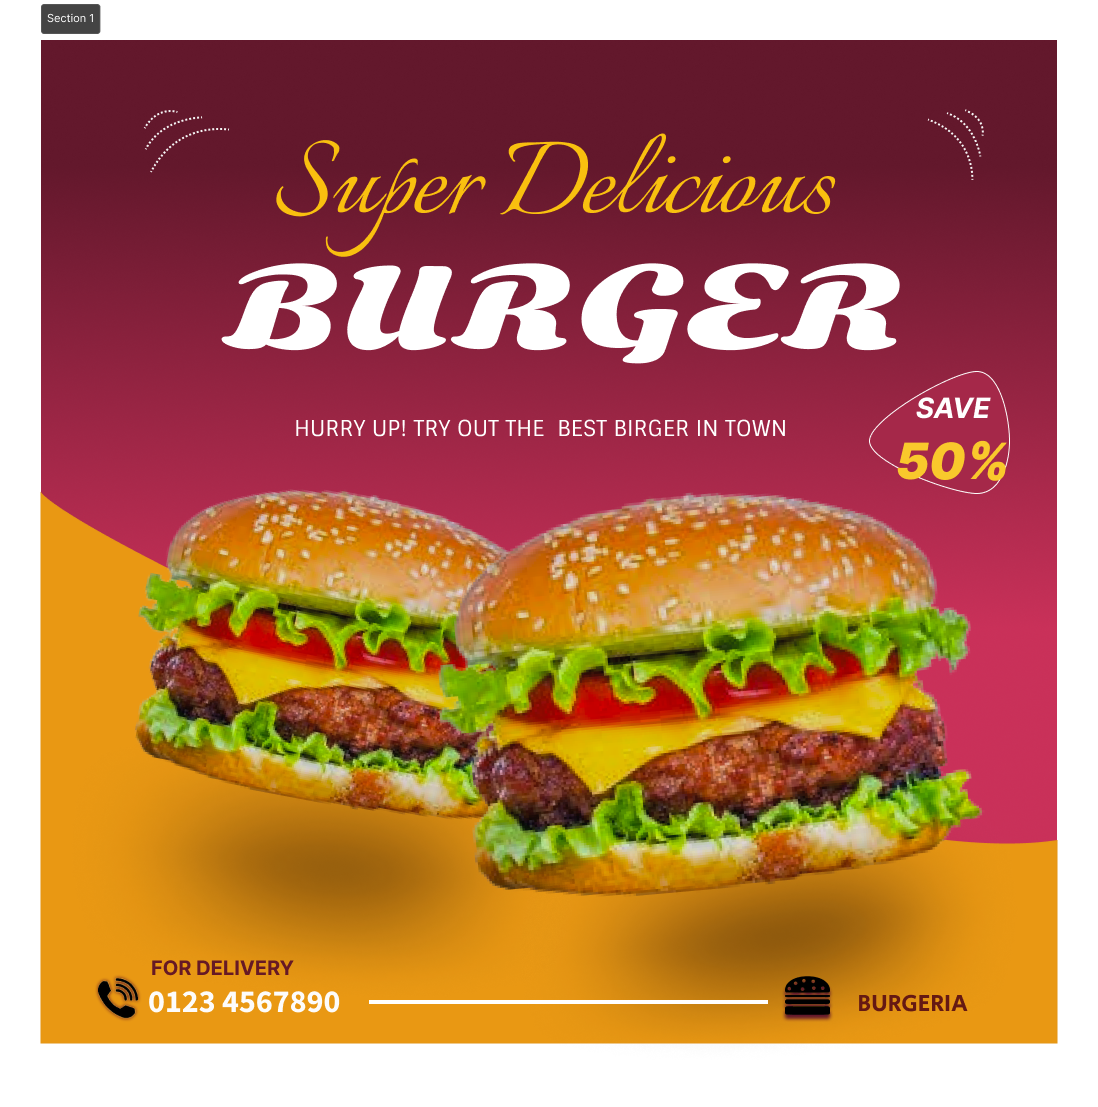 Section 1
Super Delicious
BURGER
HURRY UP! TRY OUT THE  BEST BIRGER IN TOWN
SAVE
50%
FOR DELIVERY
0123 4567890
BURGERIA